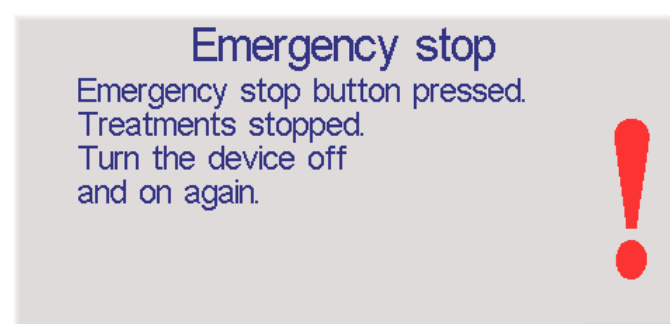 Emergency stop
Emergency stop button pressed.
Treatments stopped.
Turn the device off
and on again.